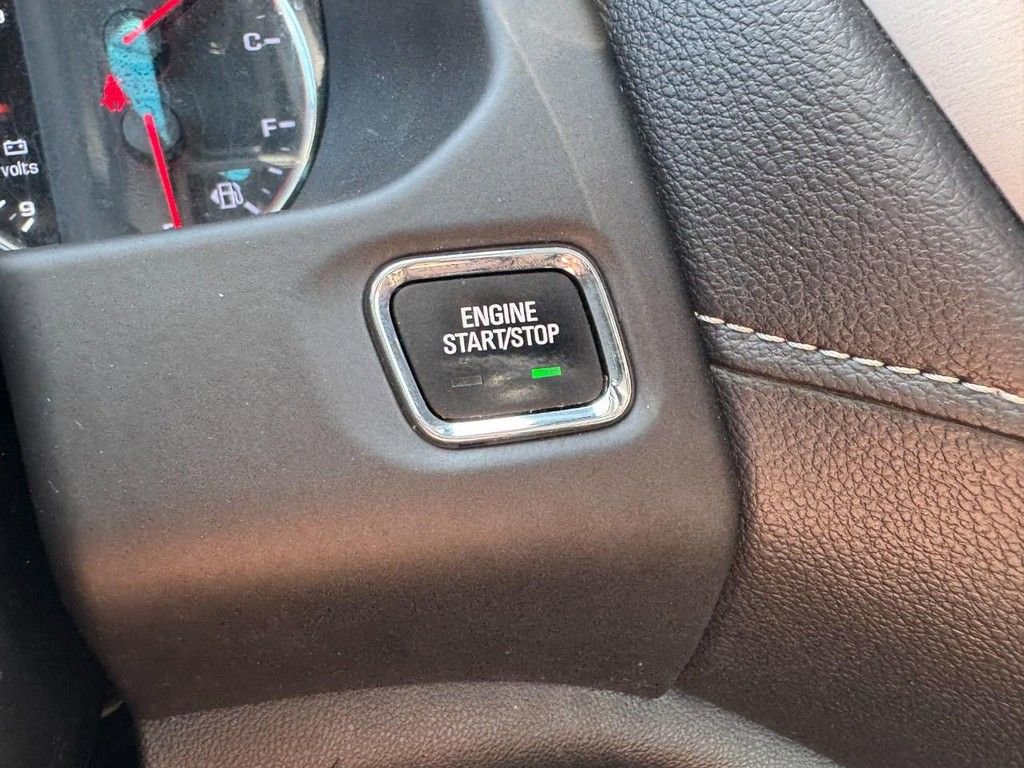 C
F
volts
9
ENGINE
START/STOP